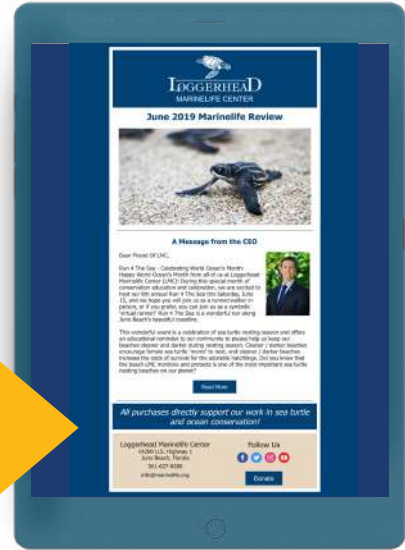 LOGGERHEAD
MARINELIFE CENTER
June 2019 Marinelife Review
A Message from the CEO
Dear Friend Of LMC,
Run 4 The Sea - Celebrating World Ocean's Month:
Happy World Ocean's Month from all of us at Loggerhead
Marinelife Center (LMC)! During this special month of
conservation education and celebration, we are excited to
host our 8th annual Run 4 The Sea this Saturday, June
15, and we hope you will join us as a runner/walker in
person, or if you prefer, you can join us as a symbolic
"virtual runner!" Run 4 The Sea is a wonderful run along
Juno Beach's beautiful coastline.
This wonderful event is a celebration of sea turtle nesting season and offers
an educational reminder to our community to please help us keep our
beaches cleaner and darker during nesting season. Cleaner / darker beaches
encourage female sea turtle "moms" to nest, and cleaner / darker beaches
increase the odds of survival for the adorable hatchlings. Did you know that
the beach LMC monitors and protects is one of the most important sea turtle
nesting beaches on our planet?
Read More
All purchases directly support our work in sea turtle
and ocean conservation!
Loggerhead Marinelife Center
14200 U.S. Highway 1
Juno Beach, Florida
561-627-8280
info@marinelife.org
Follow Us
Donate